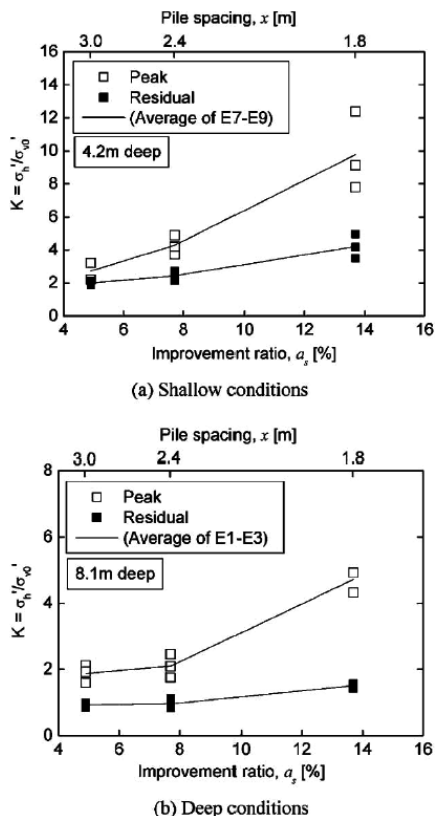 Pile spacing, x [m]
3.0 2.4 1.8
16
14
12
10
8
6
4
2
0
K = σh'/σv0'
Peak
Residual
(Average of E7-E9)
4.2m deep
4 6 8 10 12 14 16
Improvement ratio, as [%]
(a) Shallow conditions
Pile spacing, x [m]
3.0 2.4 1.8
8
6
4
2
0
K = σh'/σv0'
Peak
Residual
(Average of E1-E3)
8.1m deep
4 6 8 10 12 14 16
Improvement ratio, as [%]
(b) Deep conditions